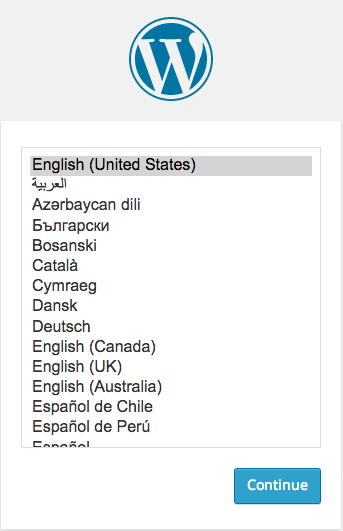 English (United States)
العربية
Azərbaycan dili
Български
Bosanski
Català
Cymraeg
Dansk
Deutsch
English (Canada)
English (UK)
English (Australia)
Español de Chile
Español de Perú
Español
Continue